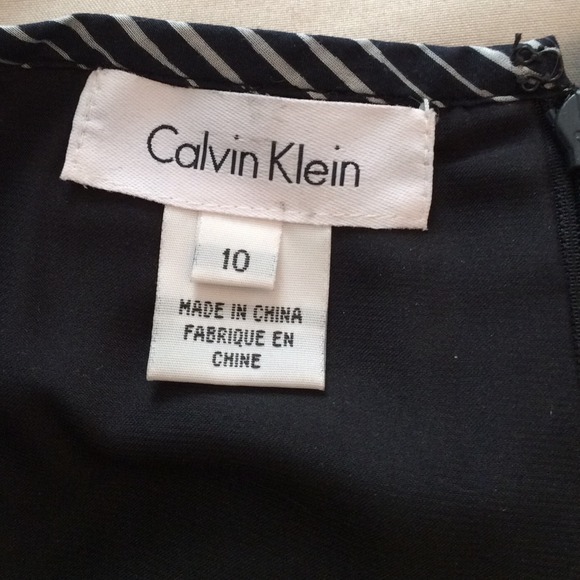 Calvin Klein
10
MADE IN CHINA
FABRIQUE EN
CHINE